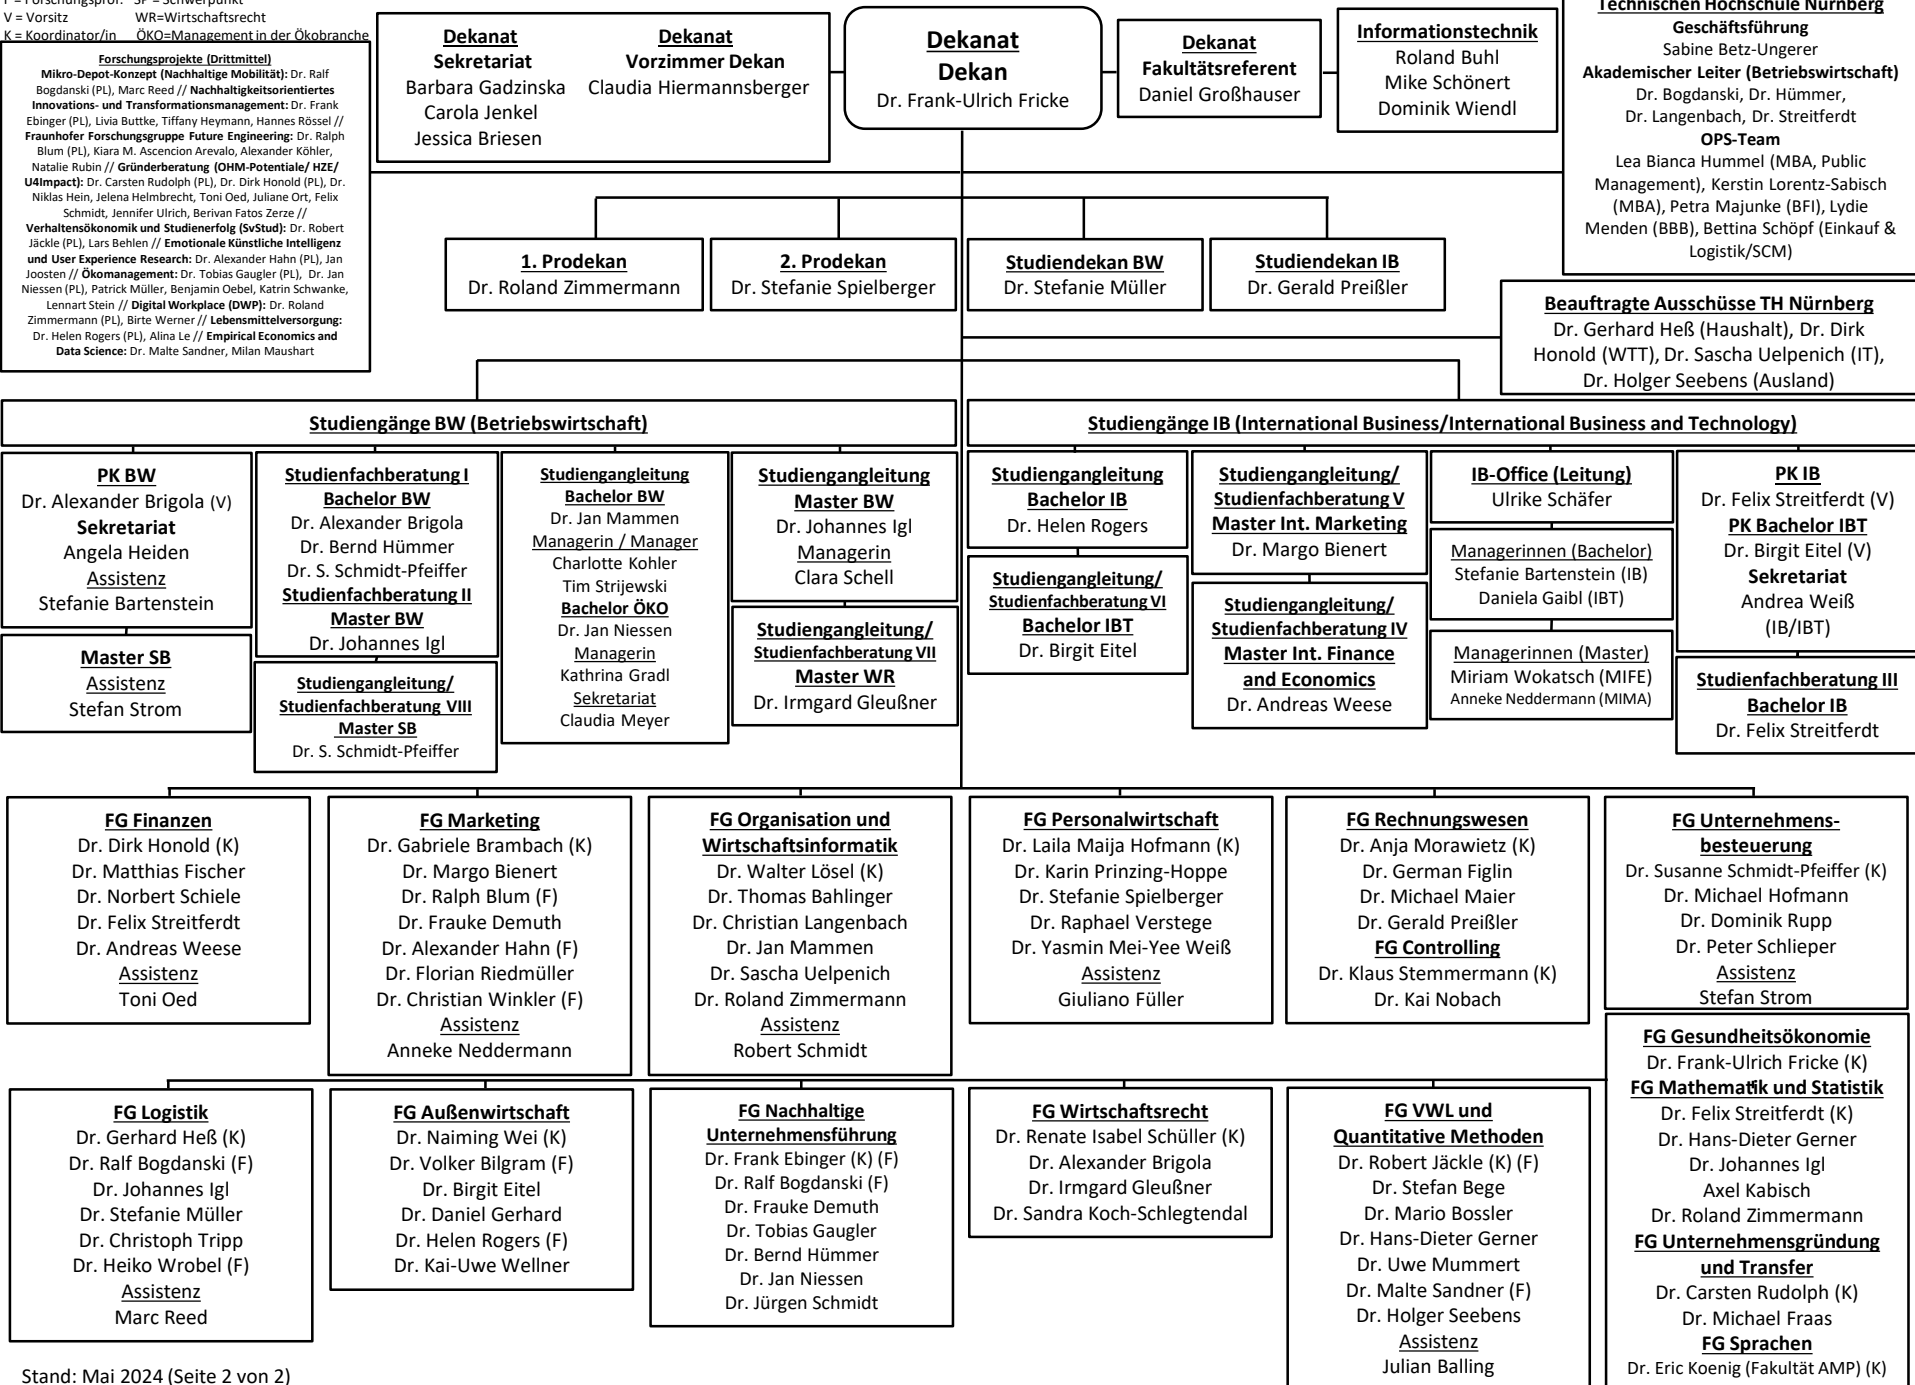 F = Forschungsprof. SP = Schwerpunkt
V = Vorsitz WR=Wirtschaftsrecht
K = Koordinator/in ÖKO=Management in der Ökobranche
Forschungsprojekte (Drittmittel)
Mikro-Depot-Konzept (Nachhaltige Mobilität): Dr. Ralf
Bogdanski (PL), Marc Reed // Nachhaltigkeitsorientiertes
Innovations- und Transformationsmanagement: Dr. Frank
Ebinger (PL), Livia Buttke, Tiffany Heymann, Hannes Rössel //
Fraunhofer Forschungsgruppe Future Engineering: Dr. Ralph
Blum (PL), Kiara M. Ascencion Arevalo, Alexander Köhler,
Natalie Rubin // Gründerberatung (OHM-Potentiale/ HZE/
U4Impact): Dr. Carsten Rudolph (PL), Dr. Dirk Honold (PL), Dr.
Niklas Hein, Jelena Helmbrecht, Toni Oed, Juliane Ort, Felix
Schmidt, Jennifer Ulrich, Berivan Fatos Zerze //
Verhaltensökonomik und Studienerfolg (SvStud): Dr. Robert
Jäckle (PL), Lars Behlen // Emotionale Künstliche Intelligenz
und User Experience Research: Dr. Alexander Hahn (PL), Jan
Joosten // Ökomanagement: Dr. Tobias Gaugler (PL), Dr. Jan
Niessen (PL), Patrick Müller, Benjamin Oebel, Katrin Schwanke,
Lennart Stein // Digital Workplace (DWP): Dr. Roland
Zimmermann (PL), Birte Werner // Lebensmittelversorgung:
Dr. Helen Rogers (PL), Alina Le // Empirical Economics and
Data Science: Dr. Malte Sandner, Milan Maushart
Dekanat
Sekretariat
Barbara Gadzinska
Carola Jenkel
Jessica Briesen
Dekanat
Vorzimmer Dekan
Claudia Hiermannsberger
Dekanat
Dekan
Dr. Frank-Ulrich Fricke
Dekanat
Fakultätsreferent
Daniel Großhauser
Informationstechnik
Roland Buhl
Mike Schönert
Dominik Wiendl
Technischen Hochschule Nürnberg
Geschäftsführung
Sabine Betz-Ungerer
Akademischer Leiter (Betriebswirtschaft)
Dr. Bogdanski, Dr. Hümmer,
Dr. Langenbach, Dr. Streitferdt
OPS-Team
Lea Bianca Hummel (MBA, Public
Management), Kerstin Lorentz-Sabisch
(MBA), Petra Majunke (BFI), Lydie
Menden (BBB), Bettina Schöpf (Einkauf &
Logistik/SCM)
1. Prodekan
Dr. Roland Zimmermann
2. Prodekan
Dr. Stefanie Spielberger
Studiendekan BW
Dr. Stefanie Müller
Studiendekan IB
Dr. Gerald Preißler
Beauftragte Ausschüsse TH Nürnberg
Dr. Gerhard Heß (Haushalt), Dr. Dirk
Honold (WTT), Dr. Sascha Uelpenich (IT),
Dr. Holger Seebens (Ausland)
Studiengänge BW (Betriebswirtschaft)
Studiengänge IB (International Business/International Business and Technology)
PK BW
Dr. Alexander Brigola (V)
Sekretariat
Angela Heiden
Assistenz
Stefanie Bartenstein
Master SB
Assistenz
Stefan Strom
Studienfachberatung I
Bachelor BW
Dr. Alexander Brigola
Dr. Bernd Hümmer
Dr. S. Schmidt-Pfeiffer
Studienfachberatung II
Master BW
Dr. Johannes Igl
Studiengangleitung/
Studienfachberatung VIII
Master SB
Dr. S. Schmidt-Pfeiffer
Studiengangleitung
Bachelor BW
Dr. Jan Mammen
Managerin / Manager
Charlotte Kohler
Tim Strijewski
Bachelor ÖKO
Dr. Jan Niessen
Managerin
Kathrina Gradl
Sekretariat
Claudia Meyer
Studiengangleitung
Master BW
Dr. Johannes Igl
Managerin
Clara Schell
Studiengangleitung/
Studienfachberatung VII
Master WR
Dr. Irmgard Gleußner
Studiengangleitung
Bachelor IB
Dr. Helen Rogers
Studiengangleitung/
Studienfachberatung VI
Bachelor IBT
Dr. Birgit Eitel
Studiengangleitung/
Studienfachberatung V
Master Int. Marketing
Dr. Margo Bienert
Studiengangleitung/
Studienfachberatung IV
Master Int. Finance
and Economics
Dr. Andreas Weese
IB-Office (Leitung)
Ulrike Schäfer
Managerinnen (Bachelor)
Stefanie Bartenstein (IB)
Daniela Gaibl (IBT)
Managerinnen (Master)
Miriam Wokatsch (MIFE)
Anneke Neddermann (MIMA)
PK IB
Dr. Felix Streitferdt (V)
PK Bachelor IBT
Dr. Birgit Eitel (V)
Sekretariat
Andrea Weiß
(IB/IBT)
Studienfachberatung III
Bachelor IB
Dr. Felix Streitferdt
FG Finanzen
Dr. Dirk Honold (K)
Dr. Matthias Fischer
Dr. Norbert Schiele
Dr. Felix Streitferdt
Dr. Andreas Weese
Assistenz
Toni Oed
FG Marketing
Dr. Gabriele Brambach (K)
Dr. Margo Bienert
Dr. Ralph Blum (F)
Dr. Frauke Demuth
Dr. Alexander Hahn (F)
Dr. Florian Riedmüller
Dr. Christian Winkler (F)
Assistenz
Anneke Neddermann
FG Organisation und
Wirtschaftsinformatik
Dr. Walter Lösel (K)
Dr. Thomas Bahlinger
Dr. Christian Langenbach
Dr. Jan Mammen
Dr. Sascha Uelpenich
Dr. Roland Zimmermann
Assistenz
Robert Schmidt
FG Personalwirtschaft
Dr. Laila Maija Hofmann (K)
Dr. Karin Prinzing-Hoppe
Dr. Stefanie Spielberger
Dr. Raphael Verstege
Dr. Yasmin Mei-Yee Weiß
Assistenz
Giuliano Füller
FG Rechnungswesen
Dr. Anja Morawietz (K)
Dr. German Figlin
Dr. Michael Maier
Dr. Gerald Preißler
FG Controlling
Dr. Klaus Stemmermann (K)
Dr. Kai Nobach
FG Unternehmens-
besteuerung
Dr. Susanne Schmidt-Pfeiffer (K)
Dr. Michael Hofmann
Dr. Dominik Rupp
Dr. Peter Schlieper
Assistenz
Stefan Strom
FG Logistik
Dr. Gerhard Heß (K)
Dr. Ralf Bogdanski (F)
Dr. Johannes Igl
Dr. Stefanie Müller
Dr. Christoph Tripp
Dr. Heiko Wrobel (F)
Assistenz
Marc Reed
FG Außenwirtschaft
Dr. Naiming Wei (K)
Dr. Volker Bilgram (F)
Dr. Birgit Eitel
Dr. Daniel Gerhard
Dr. Helen Rogers (F)
Dr. Kai-Uwe Wellner
FG Nachhaltige
Unternehmensführung
Dr. Frank Ebinger (K) (F)
Dr. Ralf Bogdanski (F)
Dr. Frauke Demuth
Dr. Tobias Gaugler
Dr. Bernd Hümmer
Dr. Jan Niessen
Dr. Jürgen Schmidt
FG Wirtschaftsrecht
Dr. Renate Isabel Schüller (K)
Dr. Alexander Brigola
Dr. Irmgard Gleußner
Dr. Sandra Koch-Schlegtendal
FG VWL und
Quantitative Methoden
Dr. Robert Jäckle (K) (F)
Dr. Stefan Bege
Dr. Mario Bossler
Dr. Hans-Dieter Gerner
Dr. Uwe Mummert
Dr. Malte Sandner (F)
Dr. Holger Seebens
Assistenz
Julian Balling
FG Gesundheitsökonomie
Dr. Frank-Ulrich Fricke (K)
FG Mathematik und Statistik
Dr. Felix Streitferdt (K)
Dr. Hans-Dieter Gerner
Dr. Johannes Igl
Axel Kabisch
Dr. Roland Zimmermann
FG Unternehmensgründung
und Transfer
Dr. Carsten Rudolph (K)
Dr. Michael Fraas
FG Sprachen
Dr. Eric Koenig (Fakultät AMP) (K)
Stand: Mai 2024 (Seite 2 von 2)